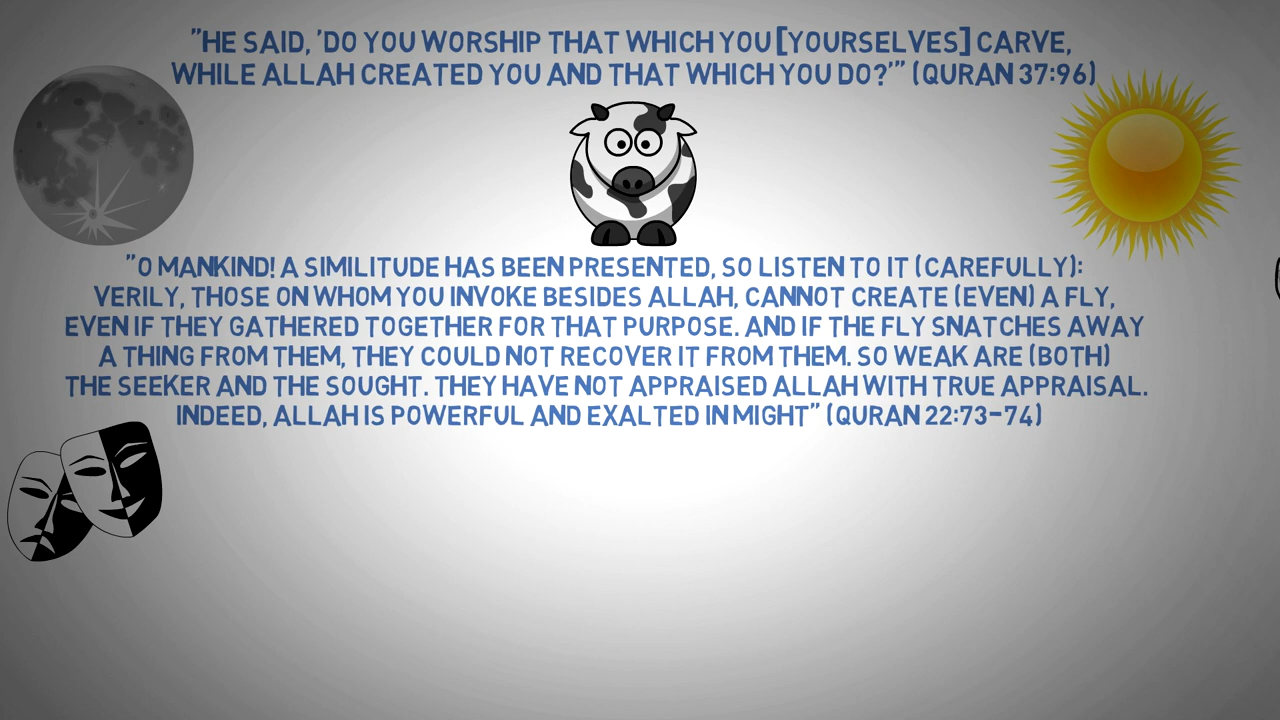 "HE SAID, 'DO YOU WORSHIP THAT WHICH YOU [YOURSELVES] CARVE,
WHILE ALLAH CREATED YOU AND THAT WHICH YOU DO?'" (QURAN 37:96)
"O MANKIND! A SIMILITUDE HAS BEEN PRESENTED, SO LISTEN TO IT (CAREFULLY):
VERILY, THOSE ON WHOM YOU INVOKE BESIDES ALLAH, CANNOT CREATE (EVEN) A FLY,
EVEN IF THEY GATHERED TOGETHER FOR THAT PURPOSE. AND IF THE FLY SNATCHES AWAY
A THING FROM THEM, THEY COULD NOT RECOVER IT FROM THEM. SO WEAK ARE (BOTH)
THE SEEKER AND THE SOUGHT. THEY HAVE NOT APPRAISED ALLAH WITH TRUE APPRAISAL.
INDEED, ALLAH IS POWERFUL AND EXALTED IN MIGHT" (QURAN 22:73-74)